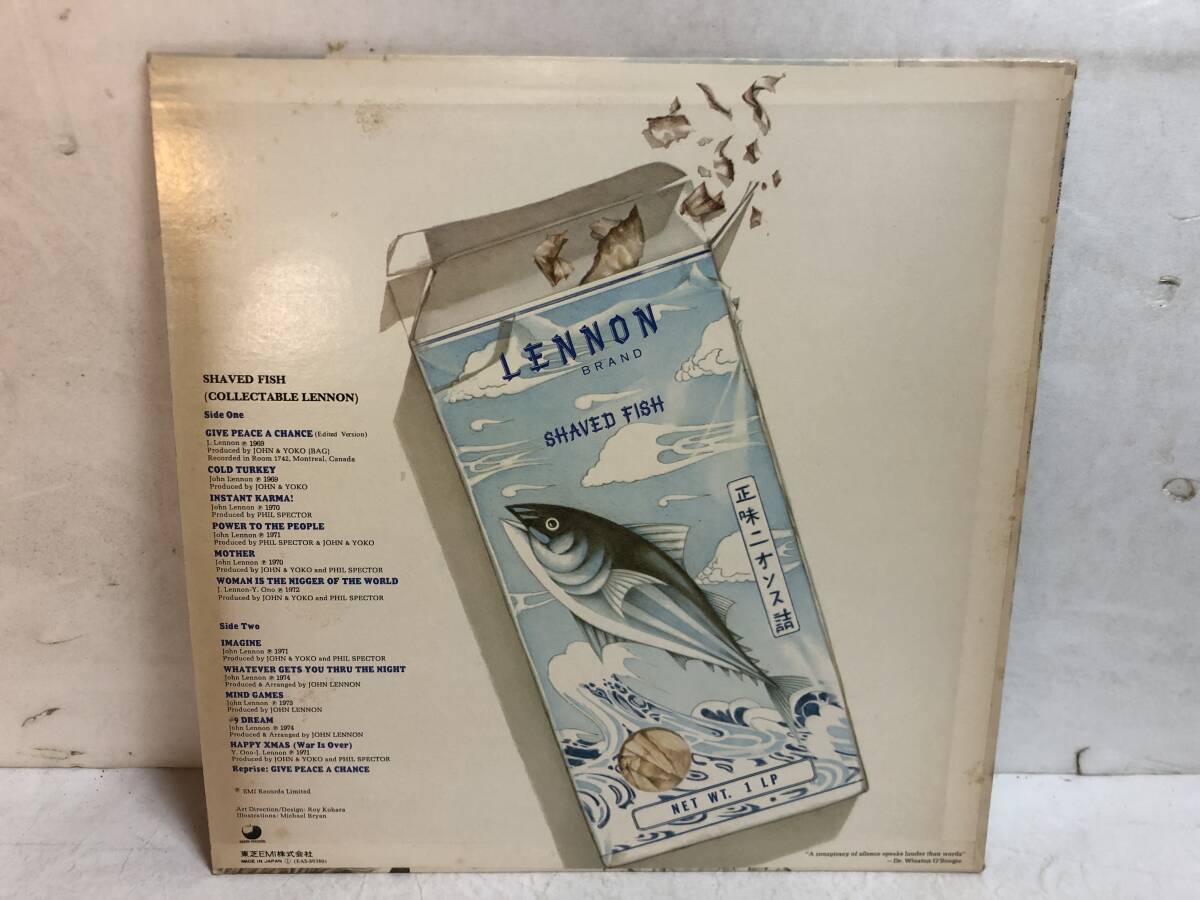 SHAVED FISH
(COLLECTABLE LENNON)
Side One
GIVE PEACE A CHANCE (Edited Version)
J. Lennon ℗ 1969
Produced by JOHN & YOKO (BAG)
Recorded in Room 1742, Montreal, Canada
COLD TURKEY
John Lennon ℗ 1969
Produced by JOHN & YOKO
INSTANT KARMA!
John Lennon ℗ 1970
Produced by PHIL SPECTOR
POWER TO THE PEOPLE
John Lennon ℗ 1971
Produced by PHIL SPECTOR & JOHN & YOKO
MOTHER
John Lennon ℗ 1970
Produced by JOHN & YOKO and PHIL SPECTOR
WOMAN IS THE NIGGER OF THE WORLD
J. Lennon-Y. Ono ℗ 1972
Produced by JOHN & YOKO and PHIL SPECTOR
Side Two
IMAGINE
John Lennon ℗ 1971
Produced by JOHN & YOKO and PHIL SPECTOR
WHATEVER GETS YOU THRU THE NIGHT
John Lennon ℗ 1974
Produced & Arranged by JOHN LENNON
MIND GAMES
John Lennon ℗ 1973
Produced by JOHN LENNON
#9 DREAM
John Lennon ℗ 1974
Produced & Arranged by JOHN LENNON
HAPPY XMAS (War Is Over)
Y. Ono-J. Lennon ℗ 1971
Produced by JOHN & YOKO and PHIL SPECTOR
Reprise: GIVE PEACE A CHANCE
℗ EMI Records Limited
Art Direction/Design: Roy Kohara
Illustrations: Michael Bryan
東芝EMI株式会社
MADE IN JAPAN
LENNON
BRAND
SHAVED FISH
正味二オンス詰
NET WT. 1 LP
"A conspiracy of silence speaks louder than words"
—Dr. Winston O'Boogie